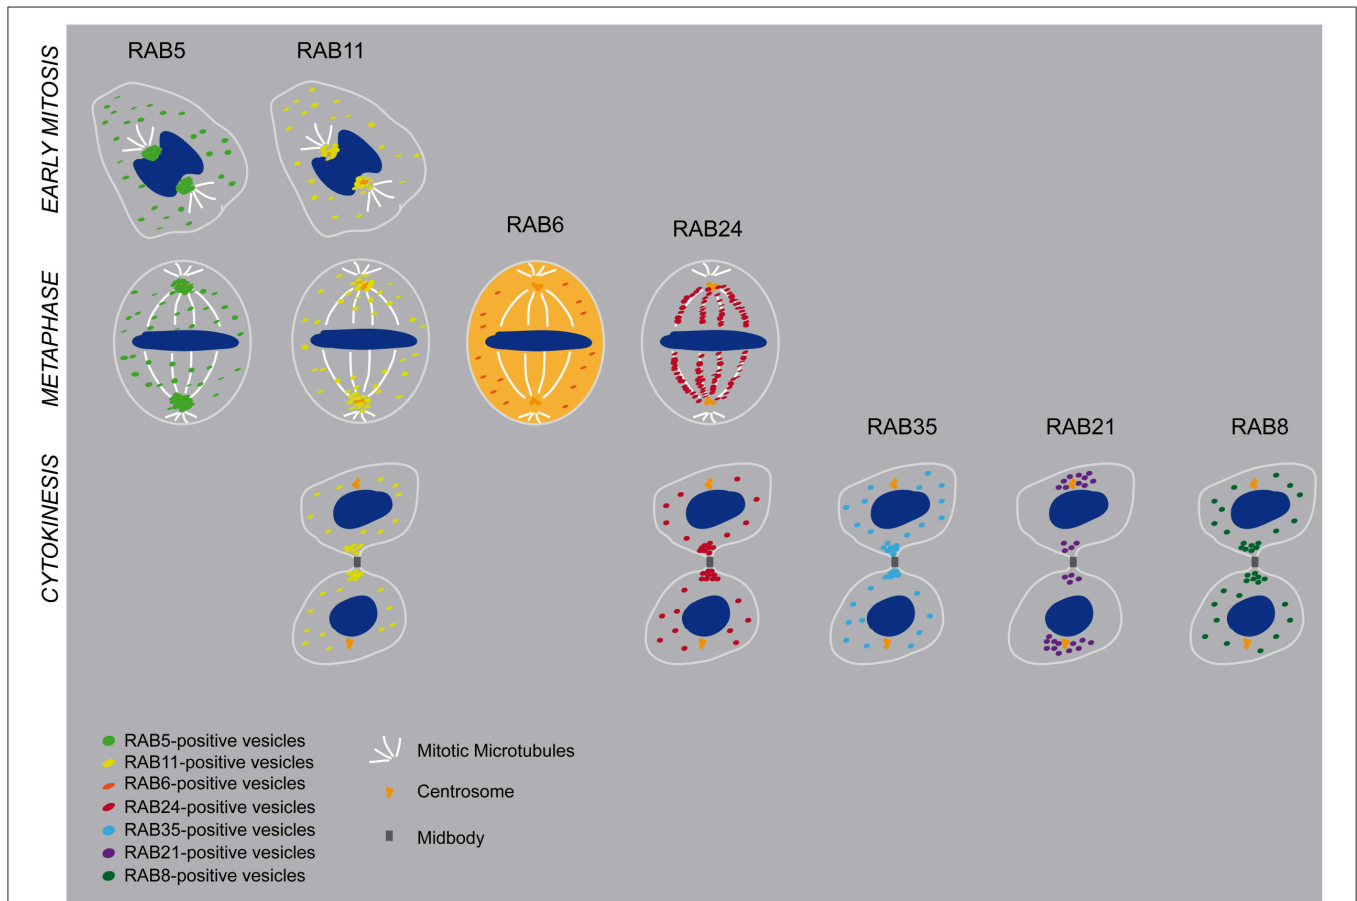 RAB5
RAB11
EARLY MITOSIS
RAB6
RAB24
METAPHASE
RAB35
RAB21
RAB8
CYTOKINESIS
RAB5-positive vesicles
RAB11-positive vesicles
RAB6-positive vesicles
RAB24-positive vesicles
RAB35-positive vesicles
RAB21-positive vesicles
RAB8-positive vesicles
Mitotic Microtubules
Centrosome
Midbody